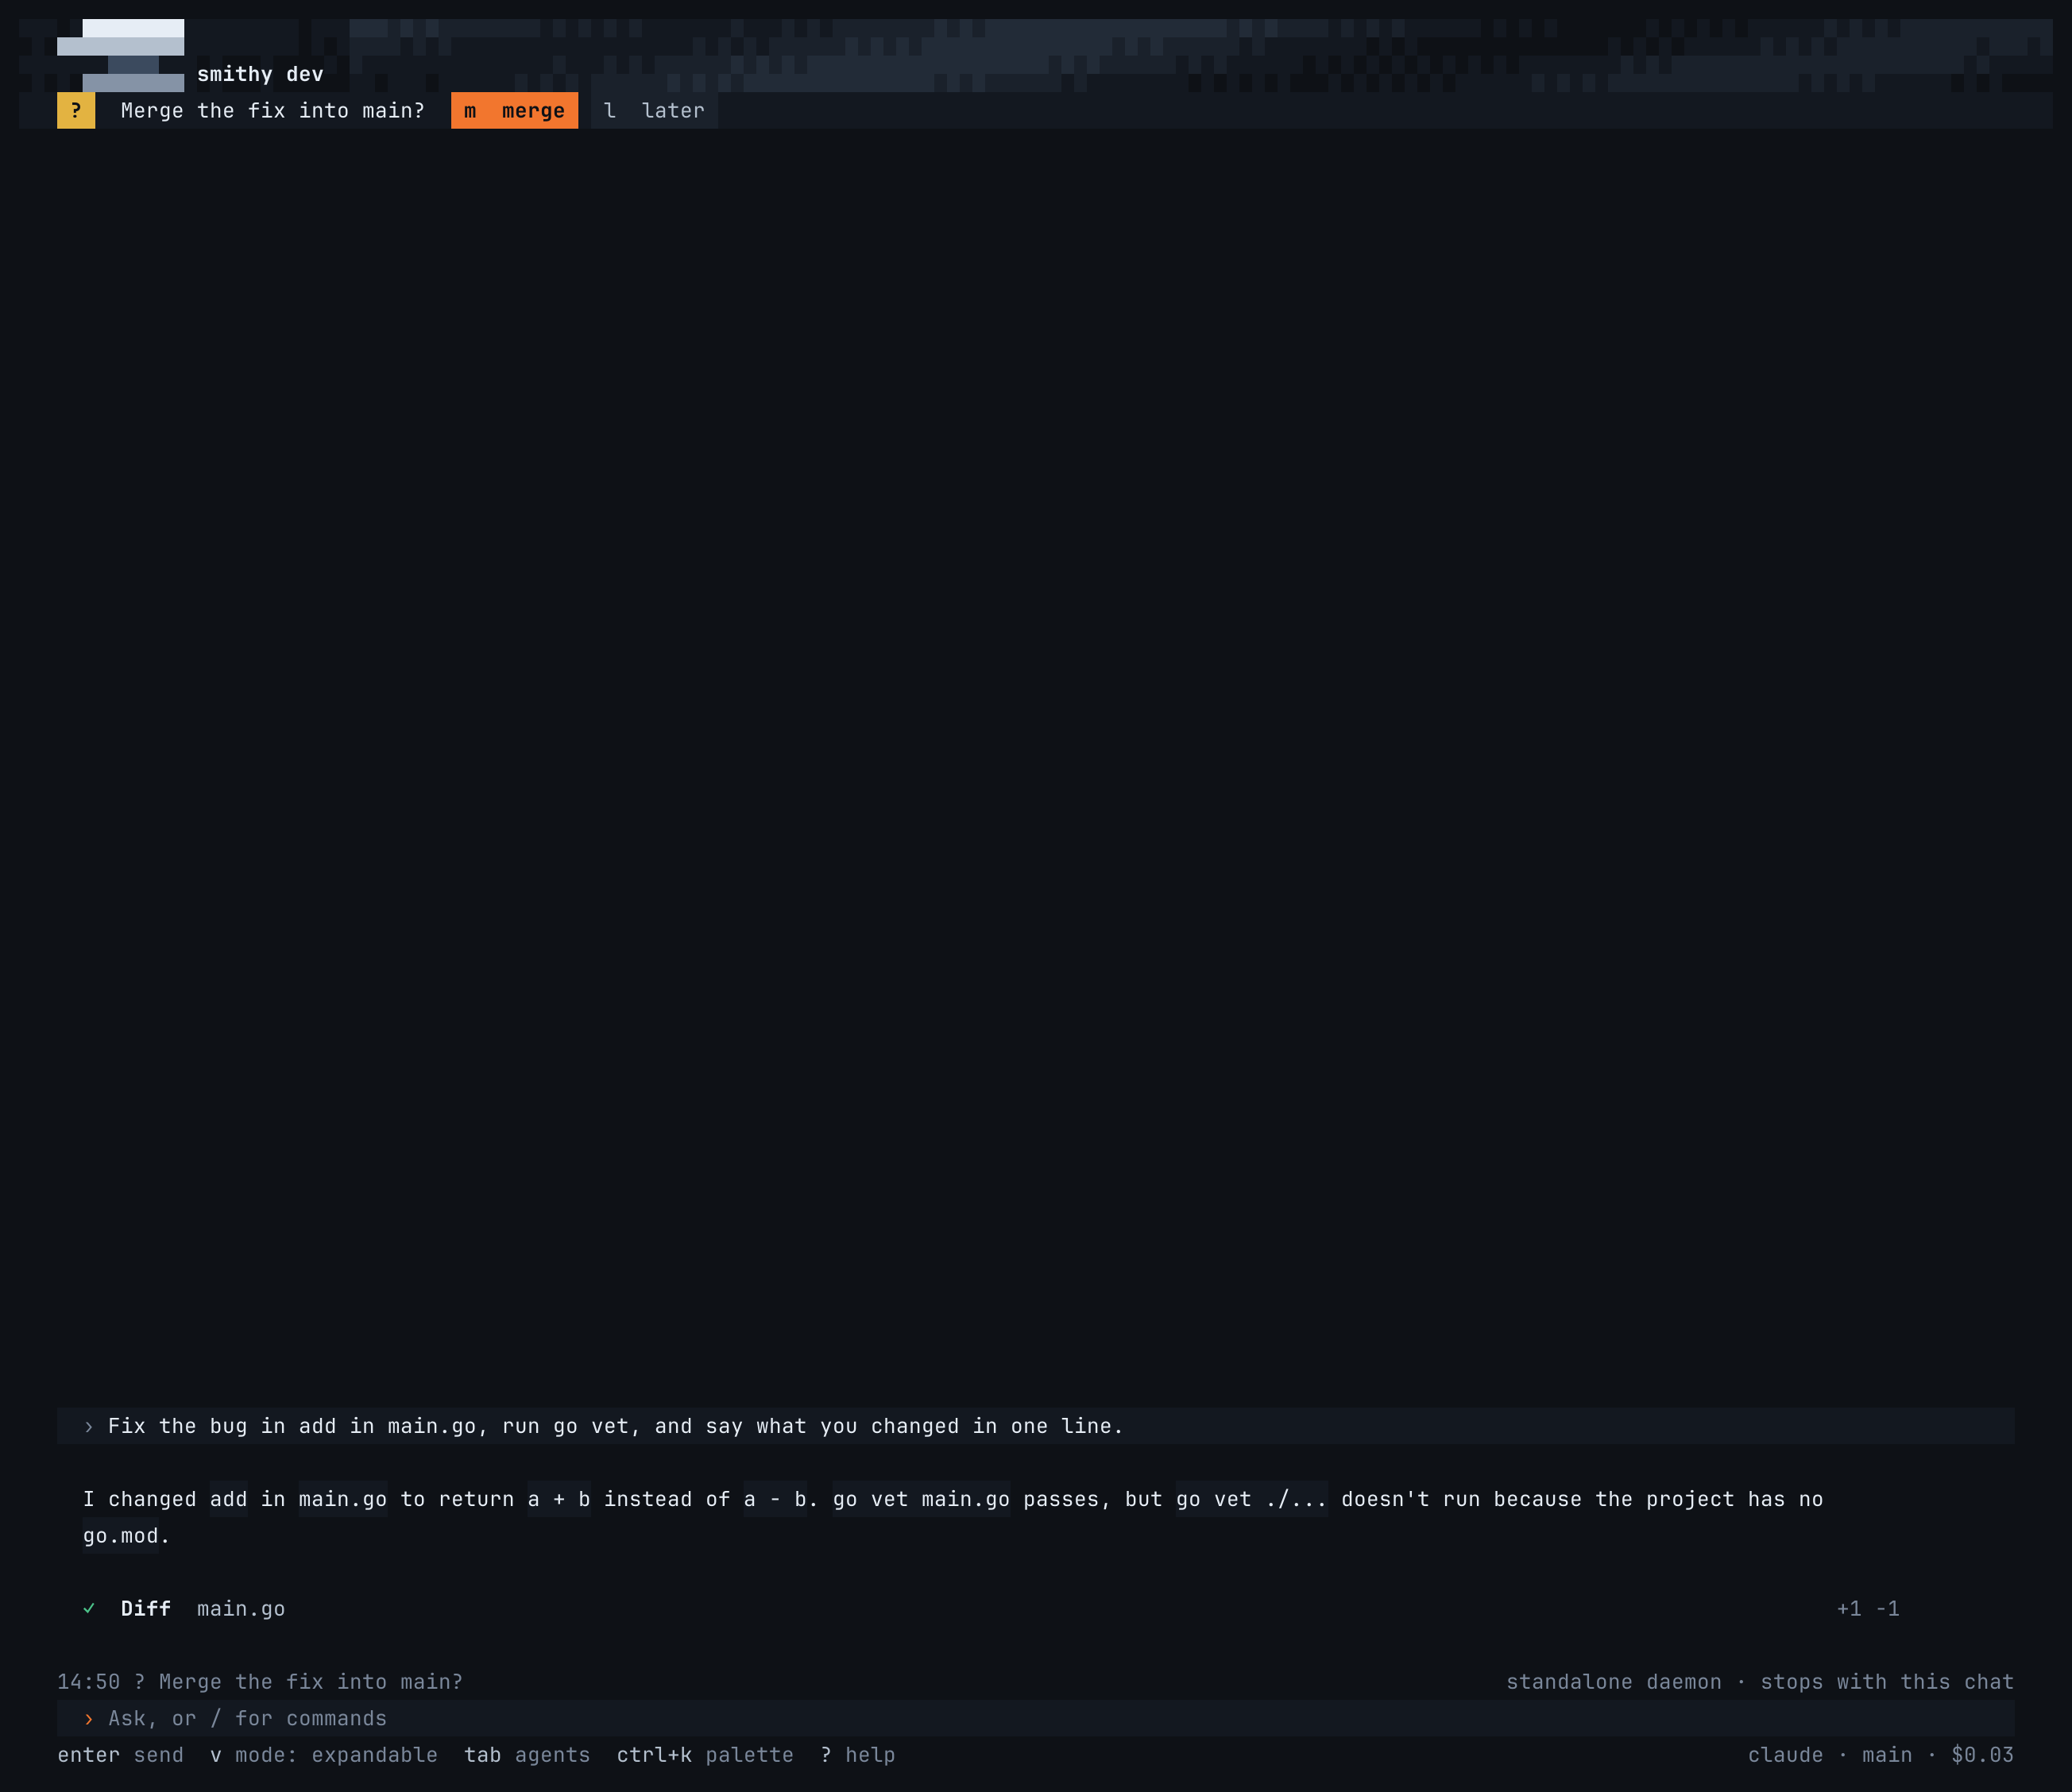 smithy dev
? Merge the fix into main? m merge l later
› Fix the bug in add in main.go, run go vet, and say what you changed in one line.
I changed add in main.go to return a + b instead of a - b. go vet main.go passes, but go vet ./... doesn't run because the project has no
go.mod.
✓ Diff main.go +1 -1
14:50 ? Merge the fix into main? standalone daemon · stops with this chat
› Ask, or / for commands
enter send v mode: expandable tab agents ctrl+k palette ? help claude · main · $0.03